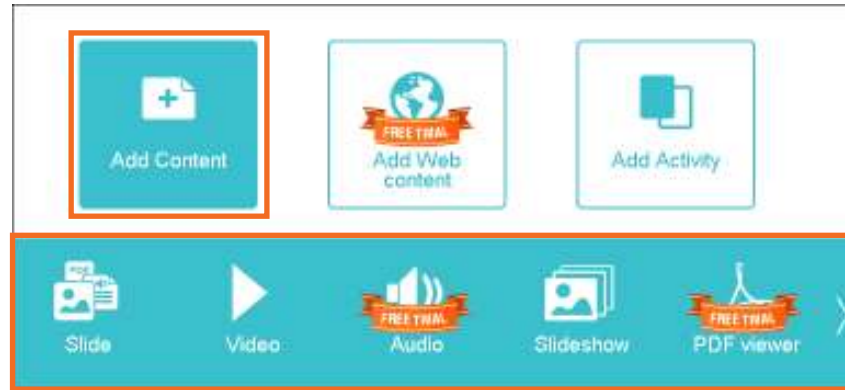 Add Content
FREE TRIAL
Add Web
content
Add Activity
PDF
Slide
Video
FREE TRIAL
Audio
Slideshow
FREE TRIAL
PDF viewer